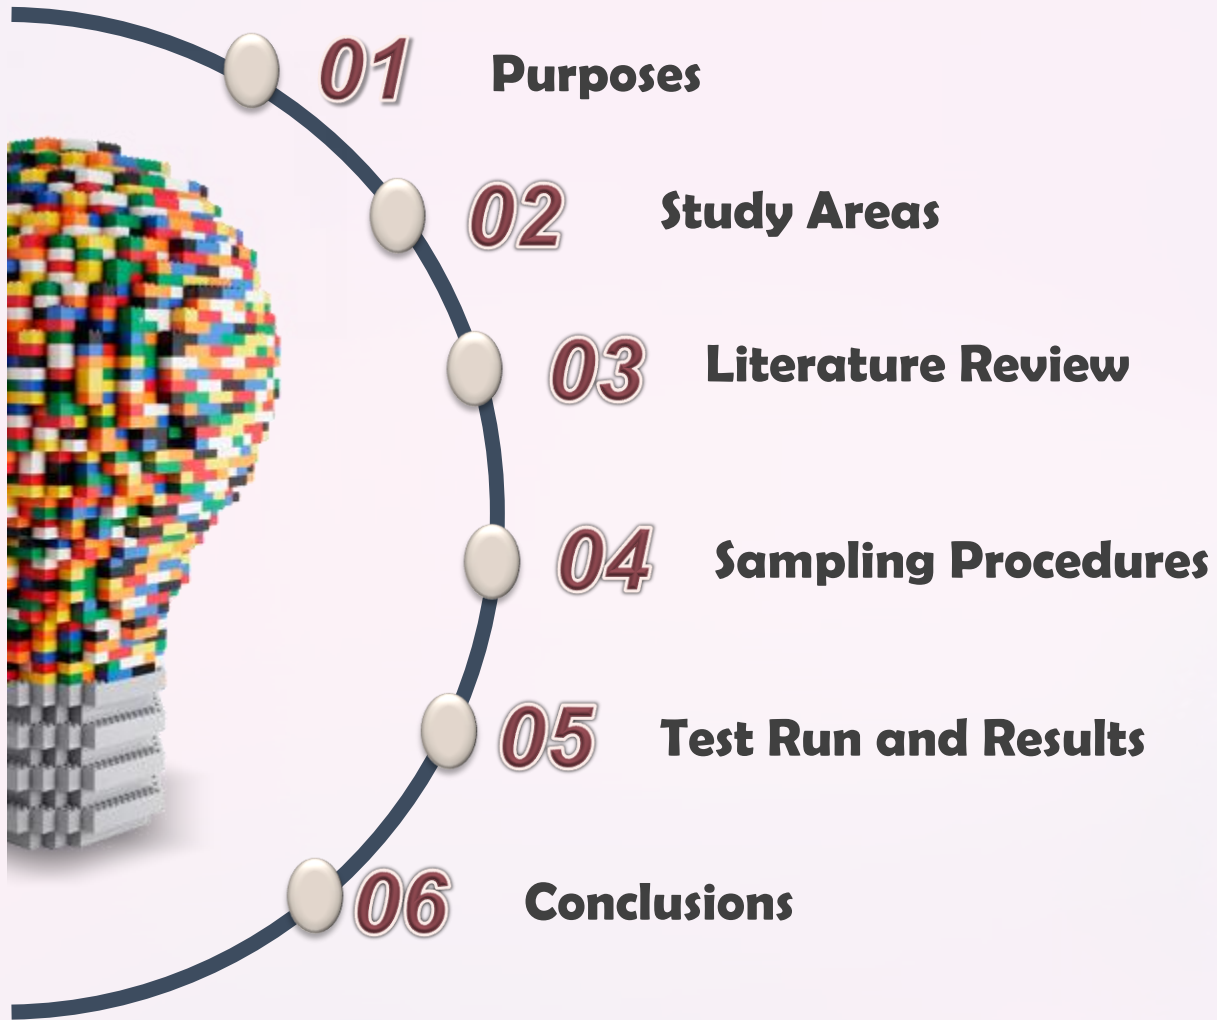 01 Purposes
02 Study Areas
03 Literature Review
04 Sampling Procedures
05 Test Run and Results
06 Conclusions